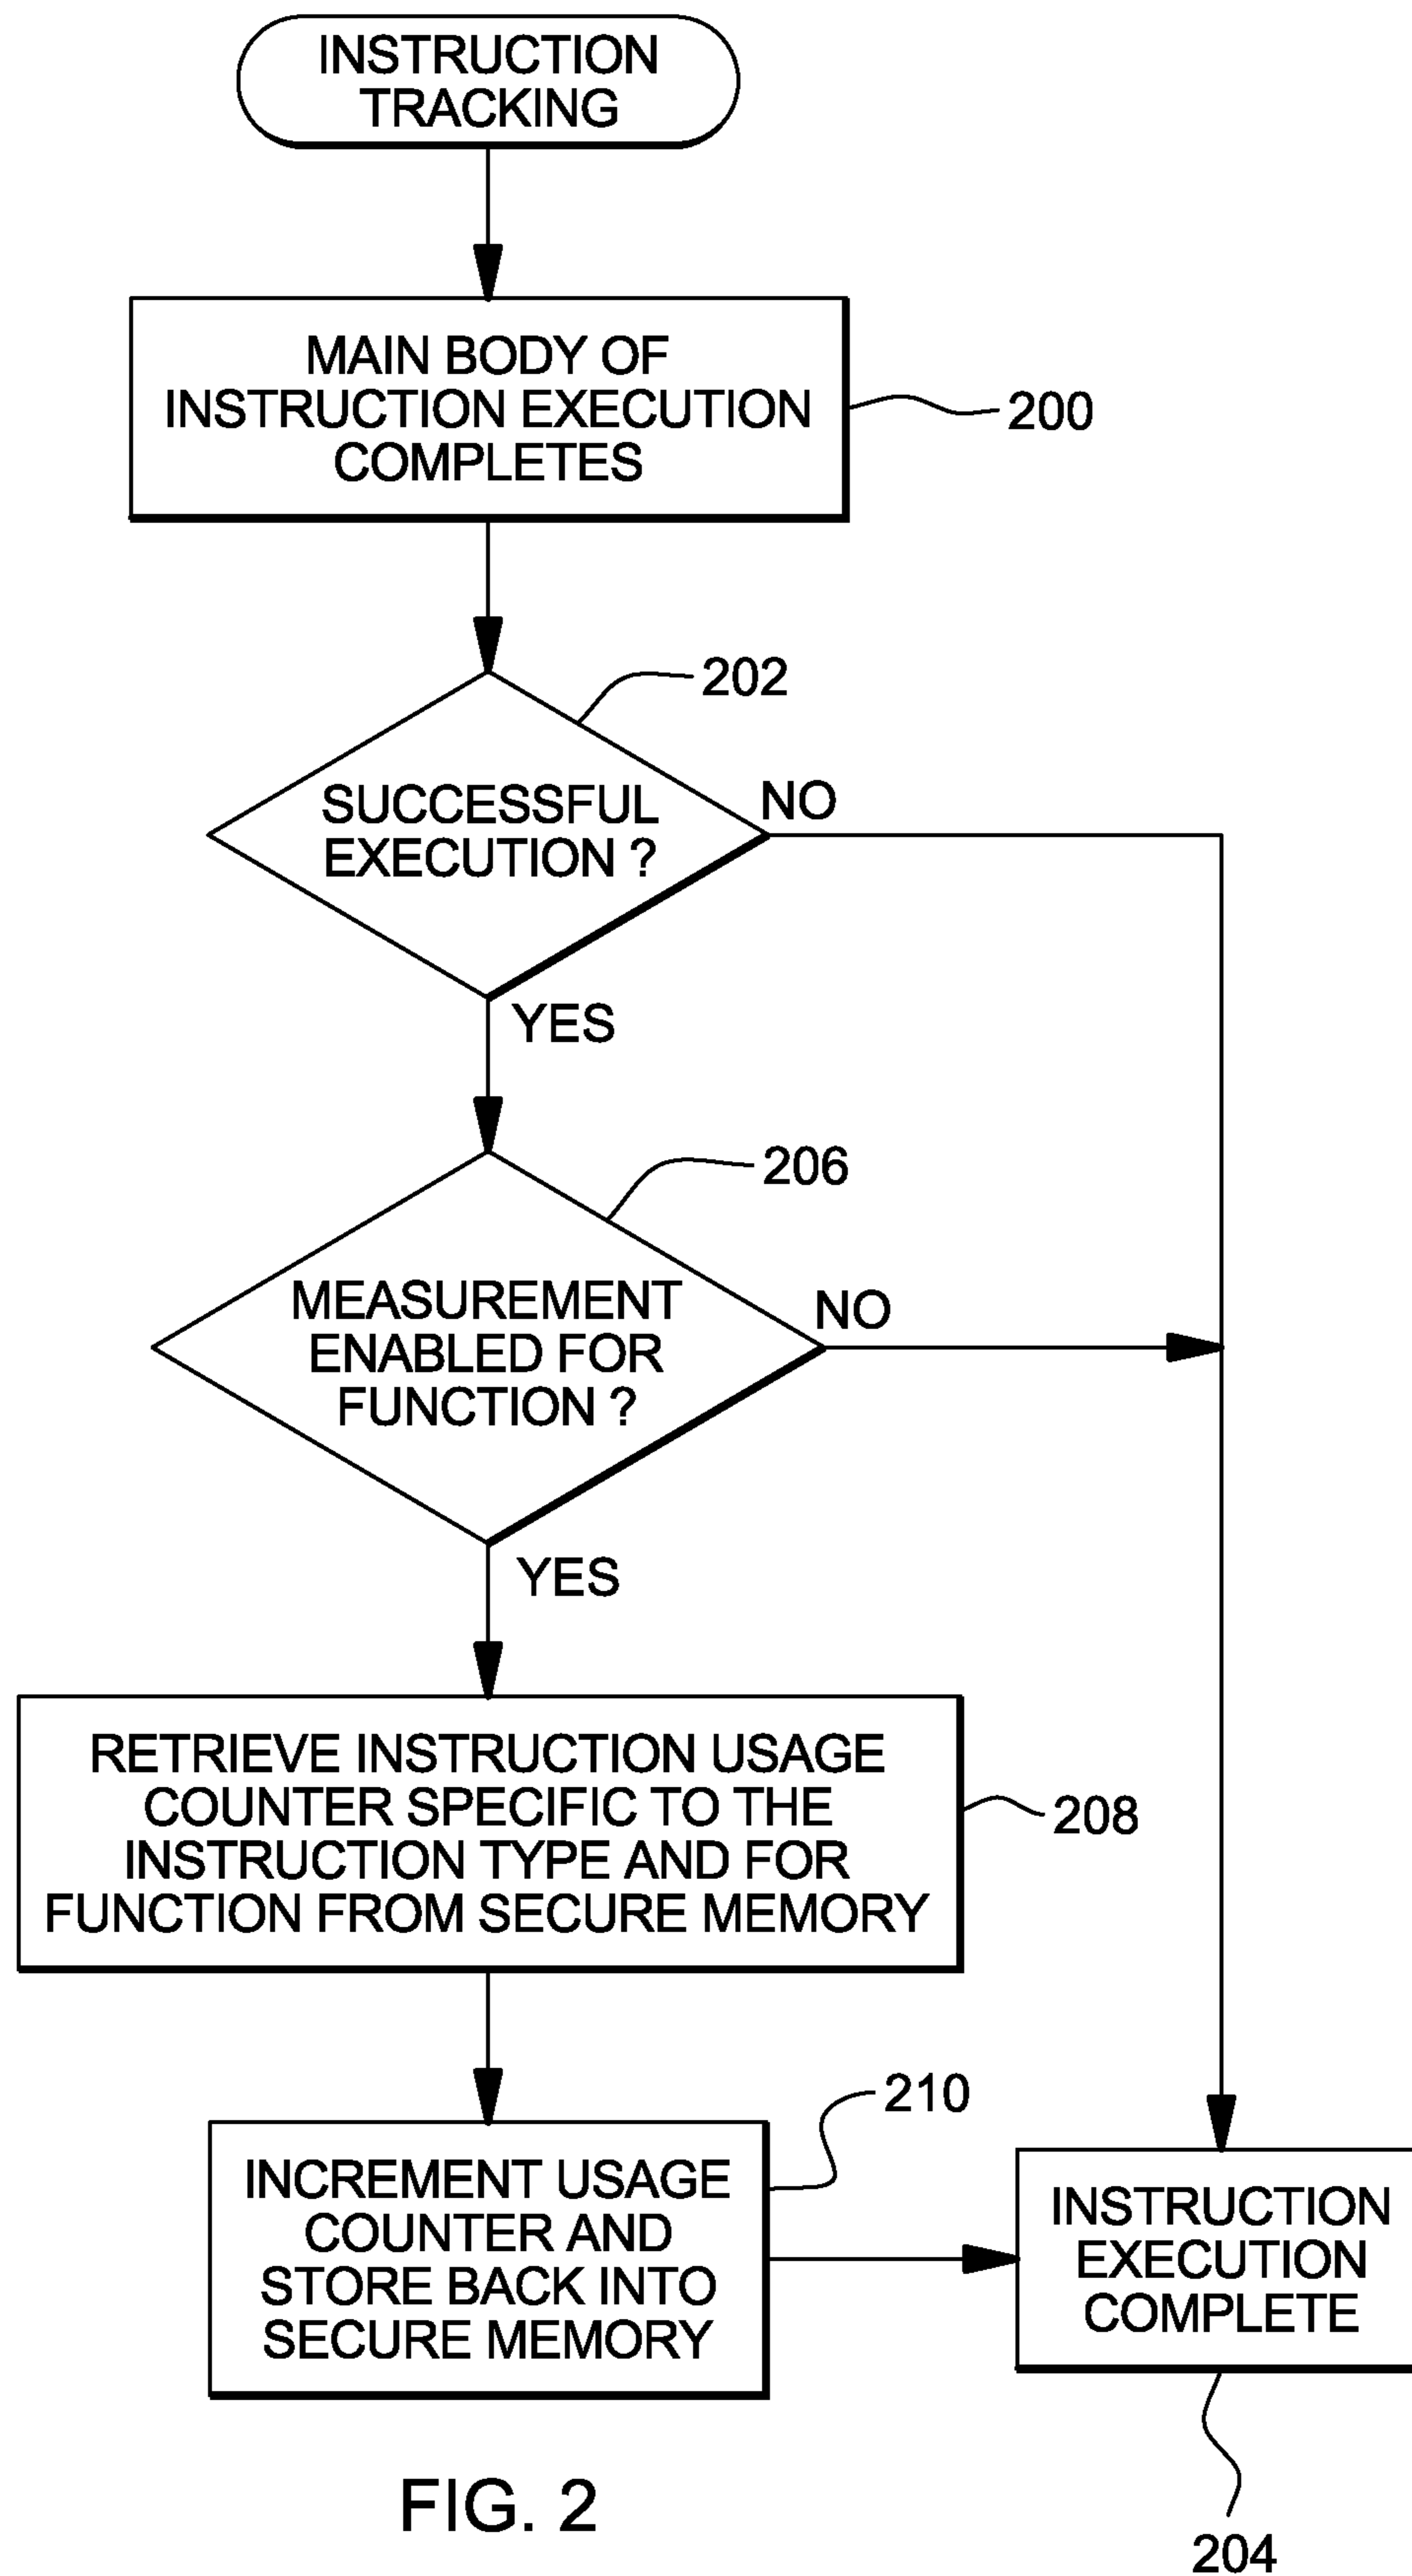 INSTRUCTION
TRACKING
MAIN BODY OF
INSTRUCTION EXECUTION
COMPLETES
200
202
SUCCESSFUL
EXECUTION ?
NO
YES
206
MEASUREMENT
ENABLED FOR
FUNCTION ?
NO
YES
RETRIEVE INSTRUCTION USAGE
COUNTER SPECIFIC TO THE
INSTRUCTION TYPE AND FOR
FUNCTION FROM SECURE MEMORY
208
210
INCREMENT USAGE
COUNTER AND
STORE BACK INTO
SECURE MEMORY
INSTRUCTION
EXECUTION
COMPLETE
204
FIG. 2